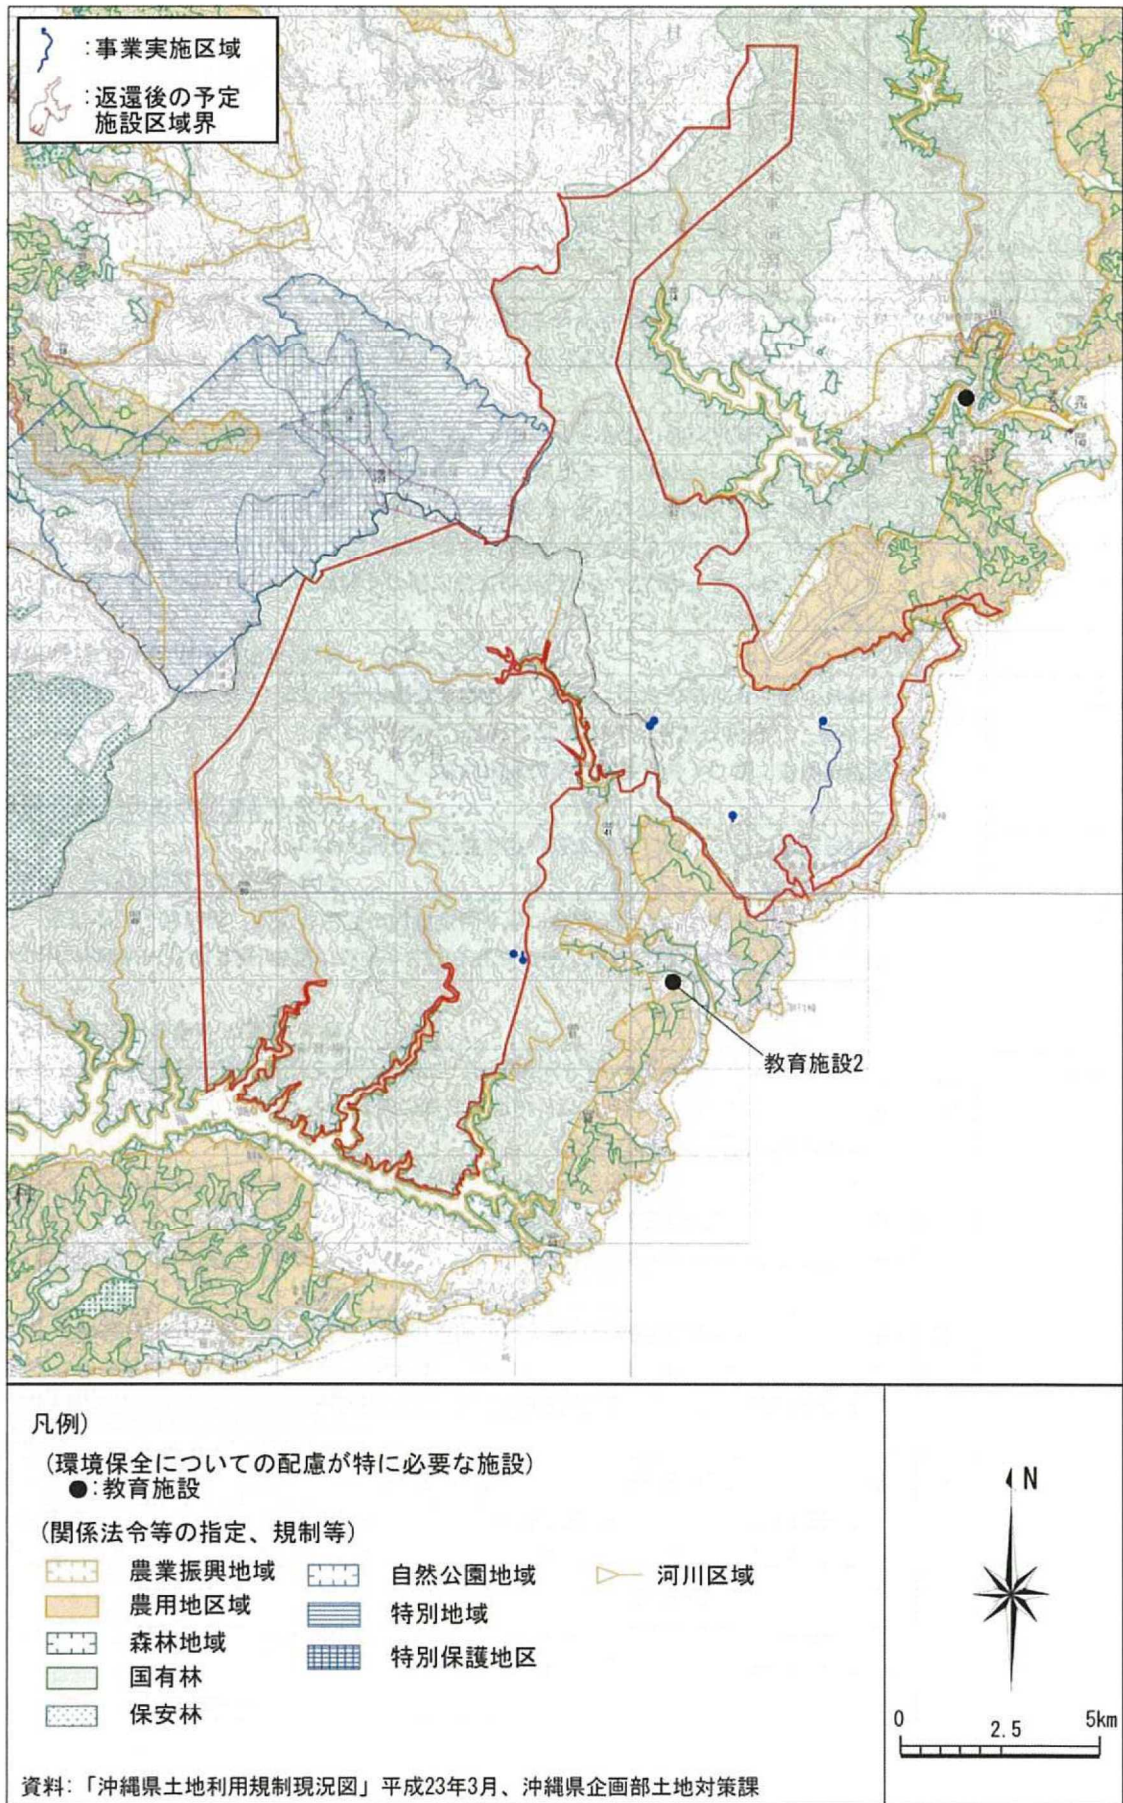 :事業実施区域
:返還後の予定
施設区域界
教育施設2
凡例)
(環境保全についての配慮が特に必要な施設)
●:教育施設
(関係法令等の指定、規制等)
農業振興地域
自然公園地域
河川区域
農用地区域
特別地域
森林地域
特別保護地区
国有林
保安林
N
0 2.5 5km
資料:「沖縄県土地利用規制現況図」平成23年3月、沖縄県企画部土地対策課